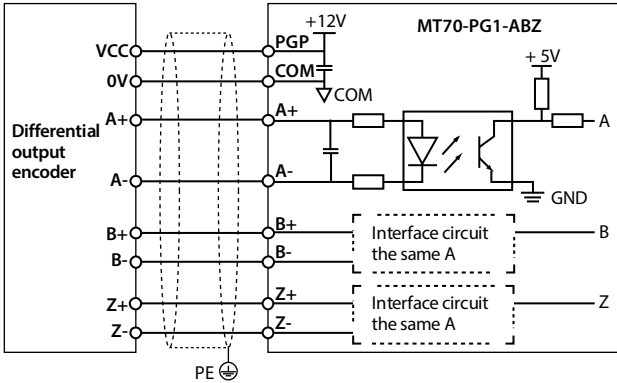 +12V
MT70-PG1-ABZ
VCC
PGP
+ 5V
0V
COM
COM
A+
A+
A
Differential
output
encoder
A-
A-
GND
B+
B+
Interface circuit
the same A
B
B-
B-
Z+
Z+
Interface circuit
the same A
Z
Z-
Z-
PE